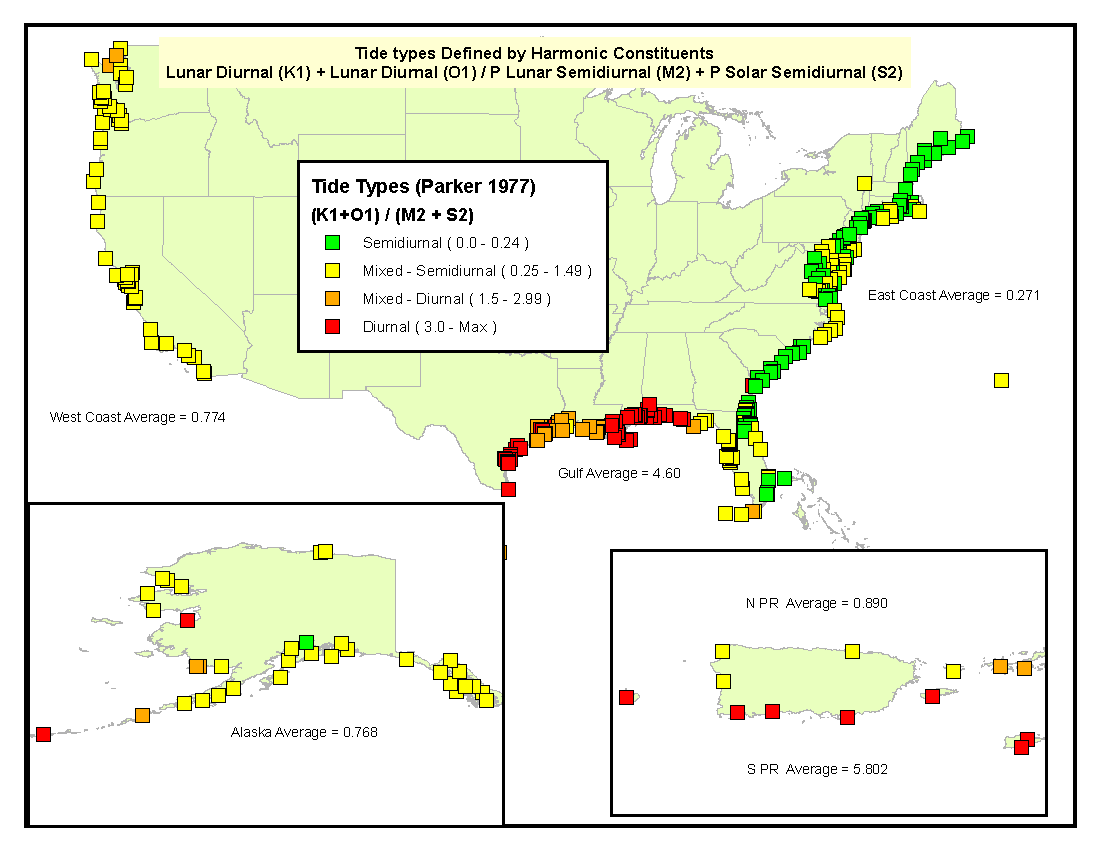 Tide types Defined by Harmonic Constituents
Lunar Diurnal (K1) + Lunar Diurnal (O1) / P Lunar Semidiurnal (M2) + P Solar Semidiurnal (S2)
Tide Types (Parker 1977)
(K1+O1) / (M2 + S2)
Semidiurnal ( 0.0 - 0.24 )
Mixed - Semidiurnal ( 0.25 - 1.49 )
Mixed - Diurnal ( 1.5 - 2.99 )
Diurnal ( 3.0 - Max )
East Coast Average = 0.271
West Coast Average = 0.774
Gulf Average = 4.60
Alaska Average = 0.768
N PR Average = 0.890
S PR Average = 5.802